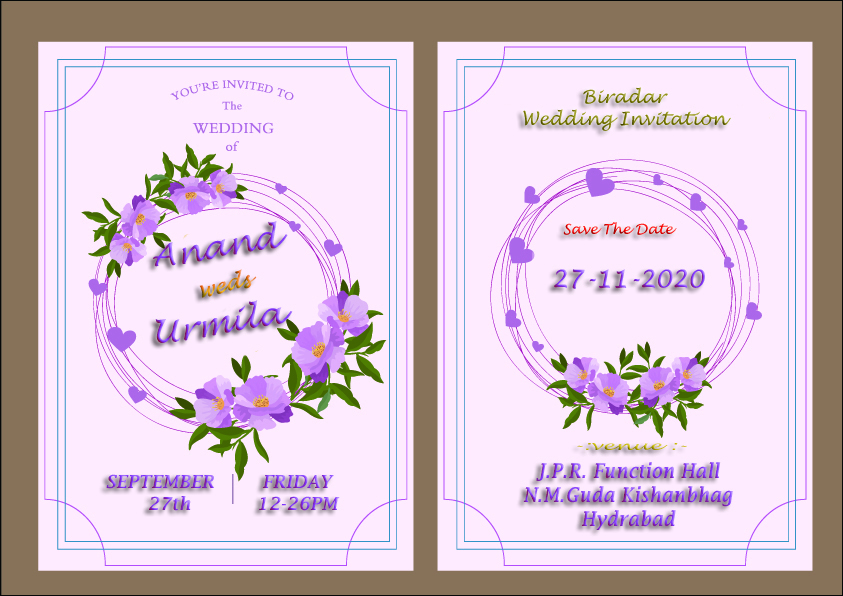 YOU'RE INVITED TO
The
WEDDING
of
Anand
weds
Urmila
SEPTEMBER
27th
FRIDAY
12-26PM
Biradar
Wedding Invitation
Save The Date
27-11-2020
-:venue :-
J.P.R. Function Hall
N.M.Guda Kishanbhag
Hydrabad